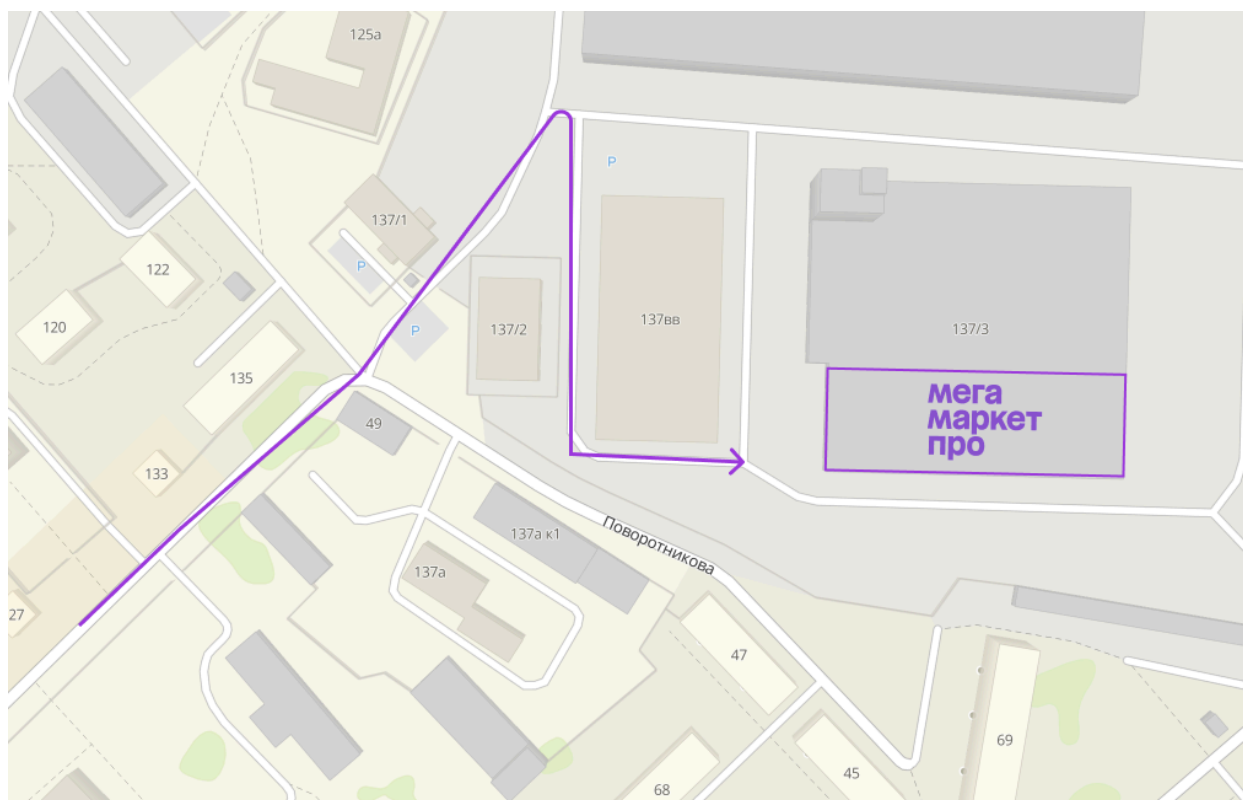 125а
P
137/1
P
122
120
137/2
137вв
P
137/3
135
мега
маркет
про
49
133
Поворотникова
137а к1
137а
27
47
69
45
68